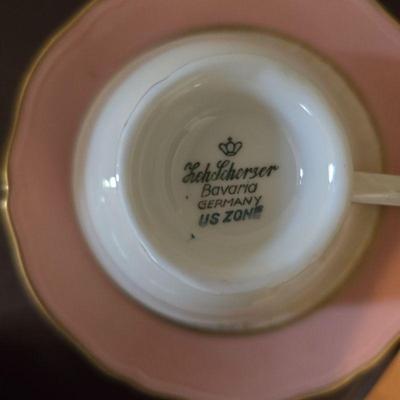 Zeh Scherzer
Bavaria
GERMANY
US ZONE